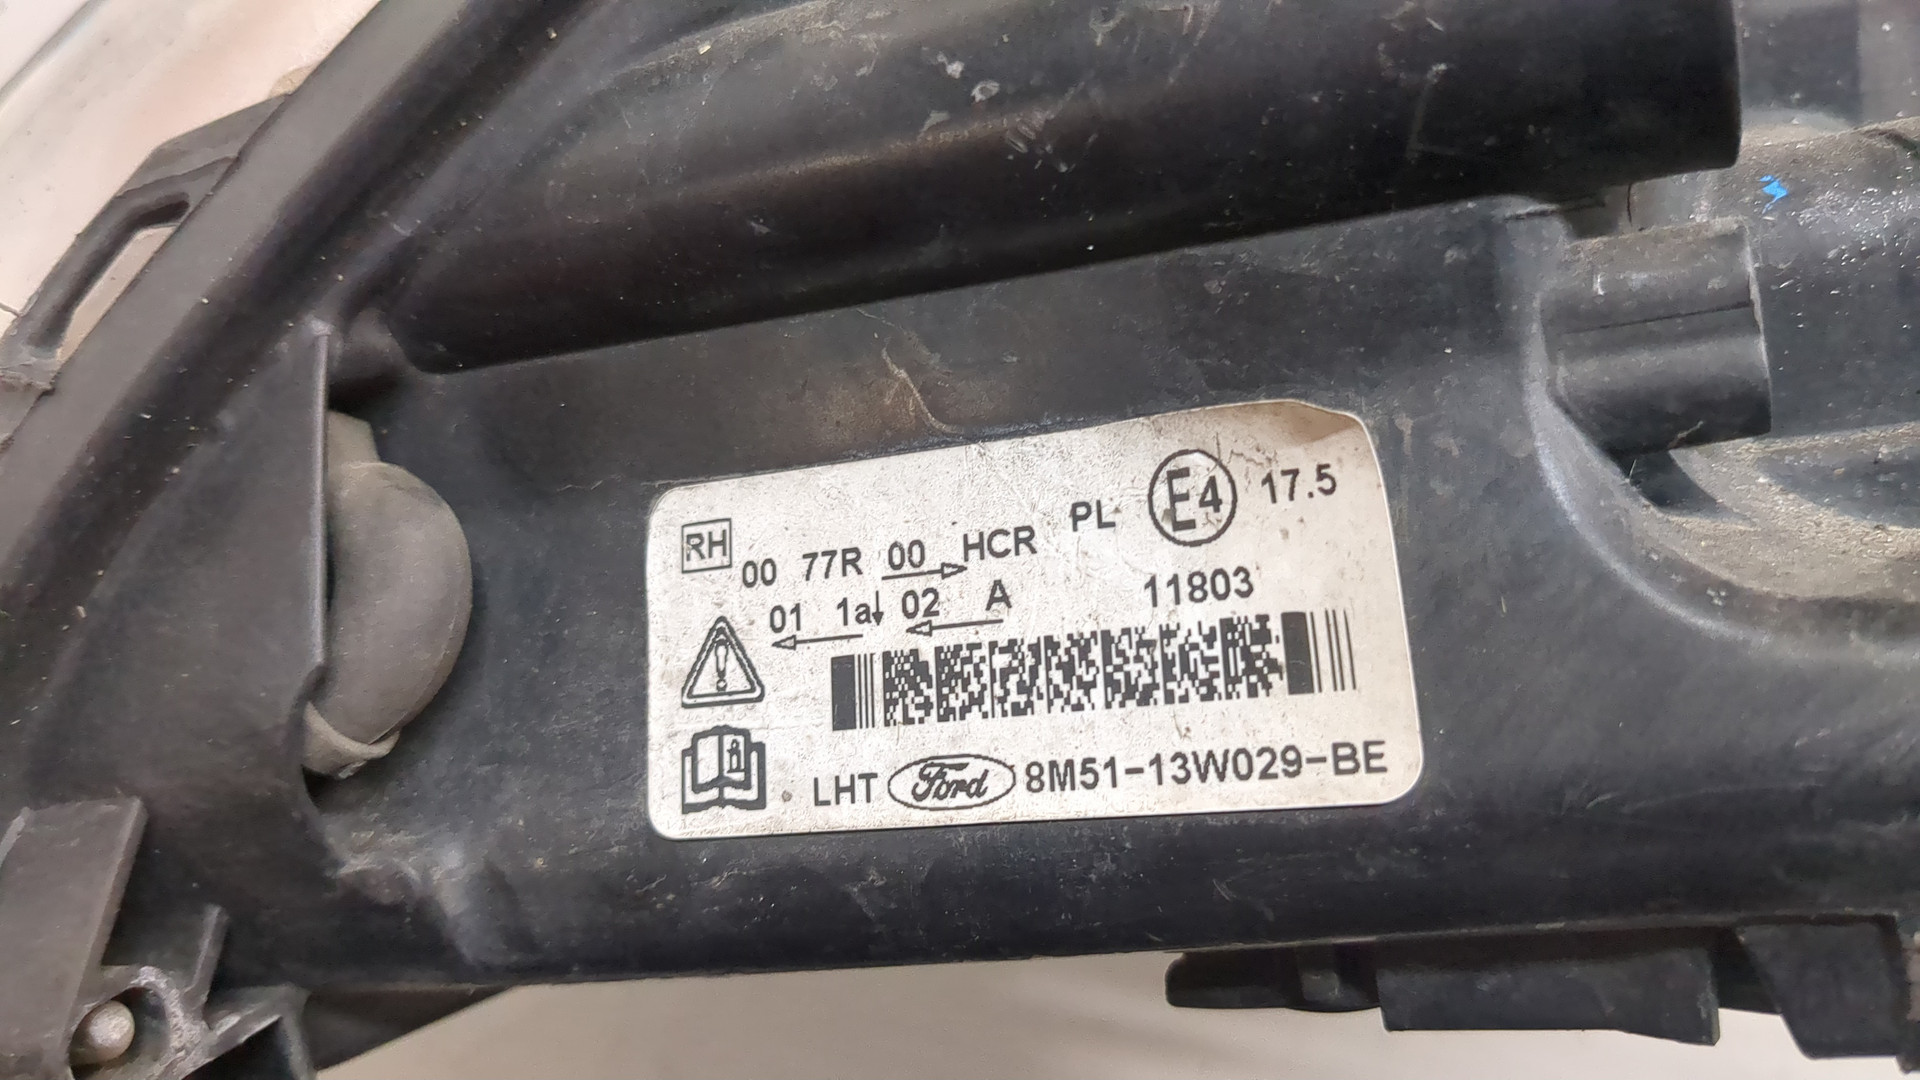 RH 00 77R 00 HCR PL E4 17.5
01 1a 02 A 11803
LHT Ford 8M51-13W029-BE